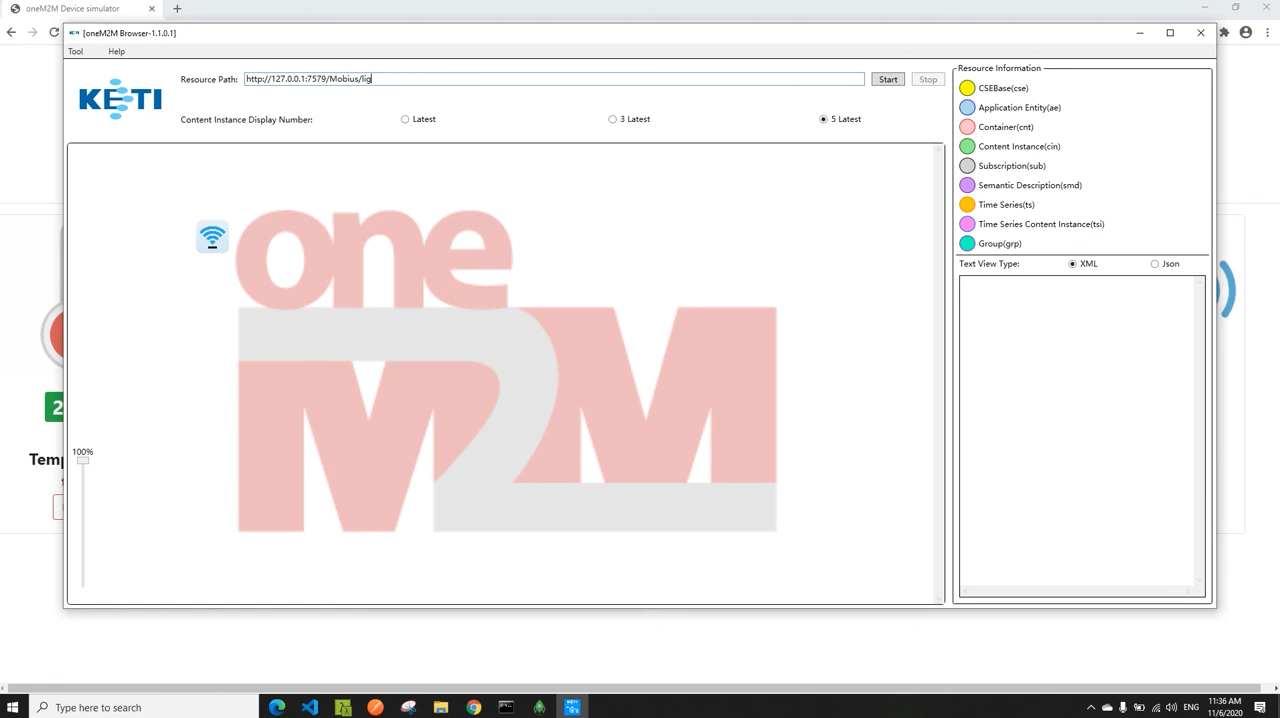 oneM2M Device simulator
[oneM2M Browser-1.1.0.1]
Tool Help
KETI
Resource Path: http://127.0.0.1:7579/Mobius/lig Start Stop
Content Instance Display Number: Latest 3 Latest 5 Latest
Resource Information
CSEBase(cse)
Application Entity(ae)
Container(cnt)
Content Instance(cin)
Subscription(sub)
Semantic Description(smd)
Time Series(ts)
Time Series Content Instance(tsi)
Group(grp)
Text View Type: XML Json
one
M2M
100%
2
Temp
Type here to search
ENG
11:36 AM
11/6/2020